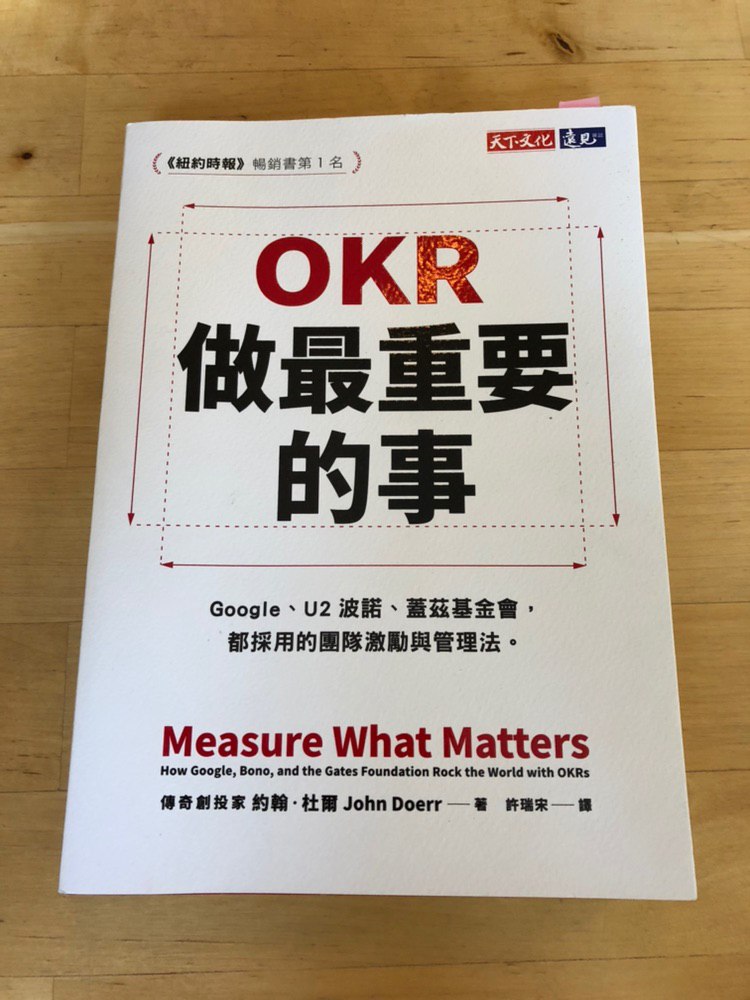 《紐約時報》暢銷書第1名
天下文化 遠見
OKR
做最重要
的事
Google、U2 波諾、蓋茲基金會，
都採用的團隊激勵與管理法。
Measure What Matters
How Google, Bono, and the Gates Foundation Rock the World with OKRs
傳奇創投家 約翰·杜爾 John Doerr ── 著 許瑞宋 ── 譯